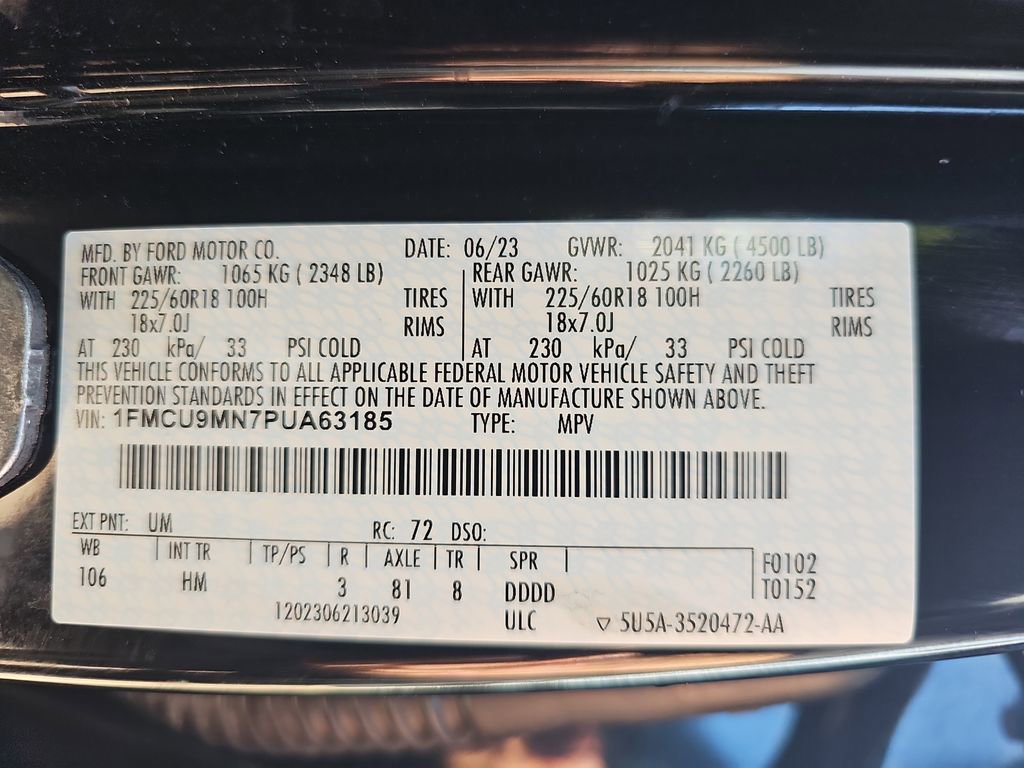 MFD. BY FORD MOTOR CO. DATE: 06/23 GVWR: 2041 KG ( 4500 LB)
FRONT GAWR: 1065 KG ( 2348 LB) REAR GAWR: 1025 KG ( 2260 LB)
WITH 225/60R18 100H TIRES WITH 225/60R18 100H TIRES
18x7.0J RIMS 18x7.0J RIMS
AT 230 kPa/ 33 PSI COLD AT 230 kPa/ 33 PSI COLD
THIS VEHICLE CONFORMS TO ALL APPLICABLE FEDERAL MOTOR VEHICLE SAFETY AND THEFT
PREVENTION STANDARDS IN EFFECT ON THE DATE OF MANUFACTURE SHOWN ABOVE.
VIN: 1FMCU9MN7PUA63185 TYPE: MPV
EXT PNT: UM RC: 72 DSO:
WB INT TR TP/PS R AXLE TR SPR F0102
106 HM 3 81 8 DDDD T0152
1202306213039 ULC ▽ 5U5A-3520472-AA